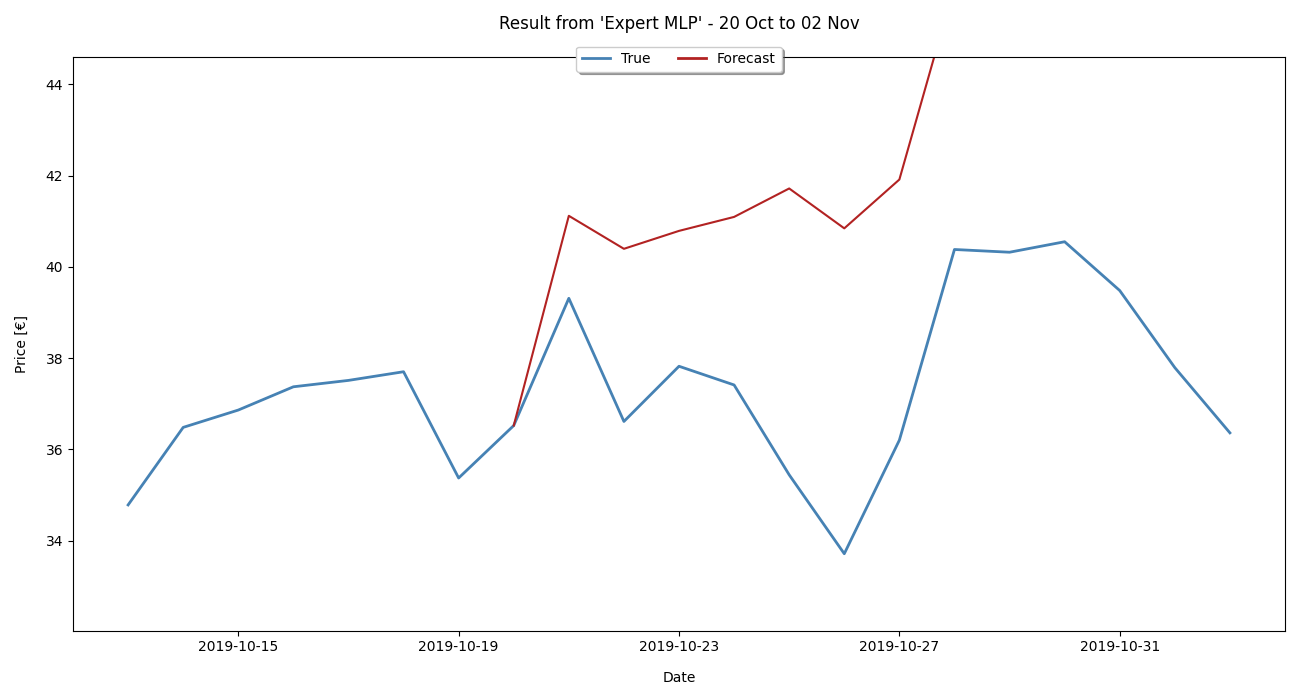 Result from 'Expert MLP' - 20 Oct to 02 Nov
True Forecast
44
42
40
38
36
34
Price [€]
2019-10-15 2019-10-19 2019-10-23 2019-10-27 2019-10-31
Date